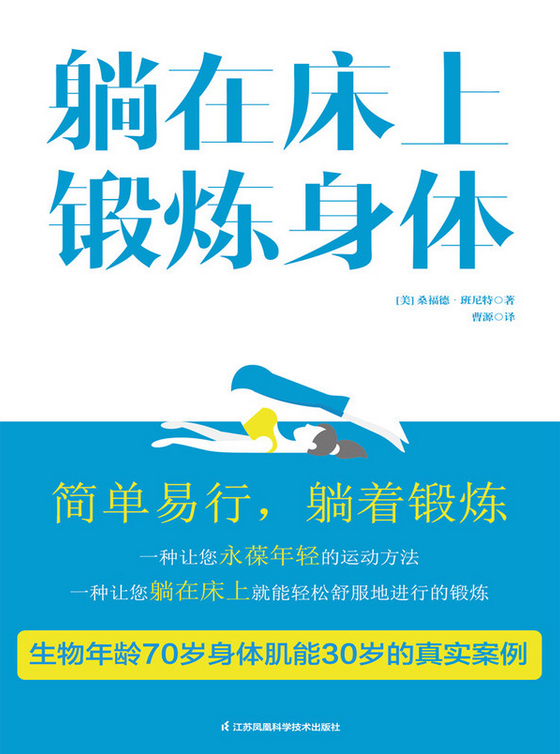 躺在床上
锻炼身体
[美] 桑福德·班尼特○著
曹源○译
简单易行，躺着锻炼
一种让您永葆年轻的运动方法
一种让您躺在床上就能轻松舒服地进行的锻炼
生物年龄70岁身体肌能30岁的真实案例
江苏凤凰科学技术出版社